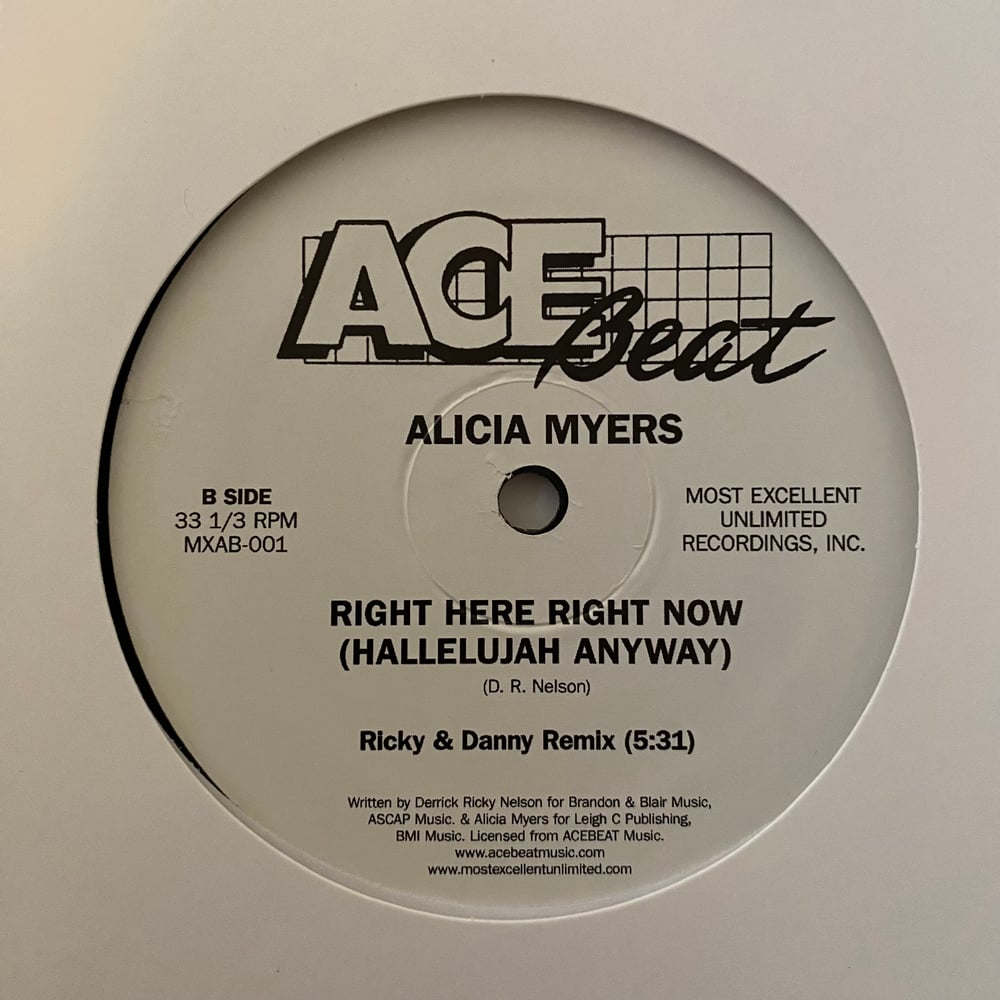 ACE
Beat
ALICIA MYERS
B SIDE
33 1/3 RPM
MXAB-001
MOST EXCELLENT
UNLIMITED
RECORDINGS, INC.
RIGHT HERE RIGHT NOW
(HALLELUJAH ANYWAY)
(D. R. Nelson)
Ricky & Danny Remix (5:31)
Written by Derrick Ricky Nelson for Brandon & Blair Music,
ASCAP Music. & Alicia Myers for Leigh C Publishing,
BMI Music. Licensed from ACEBEAT Music.
www.acebeatmusic.com
www.mostexcellentunlimited.com